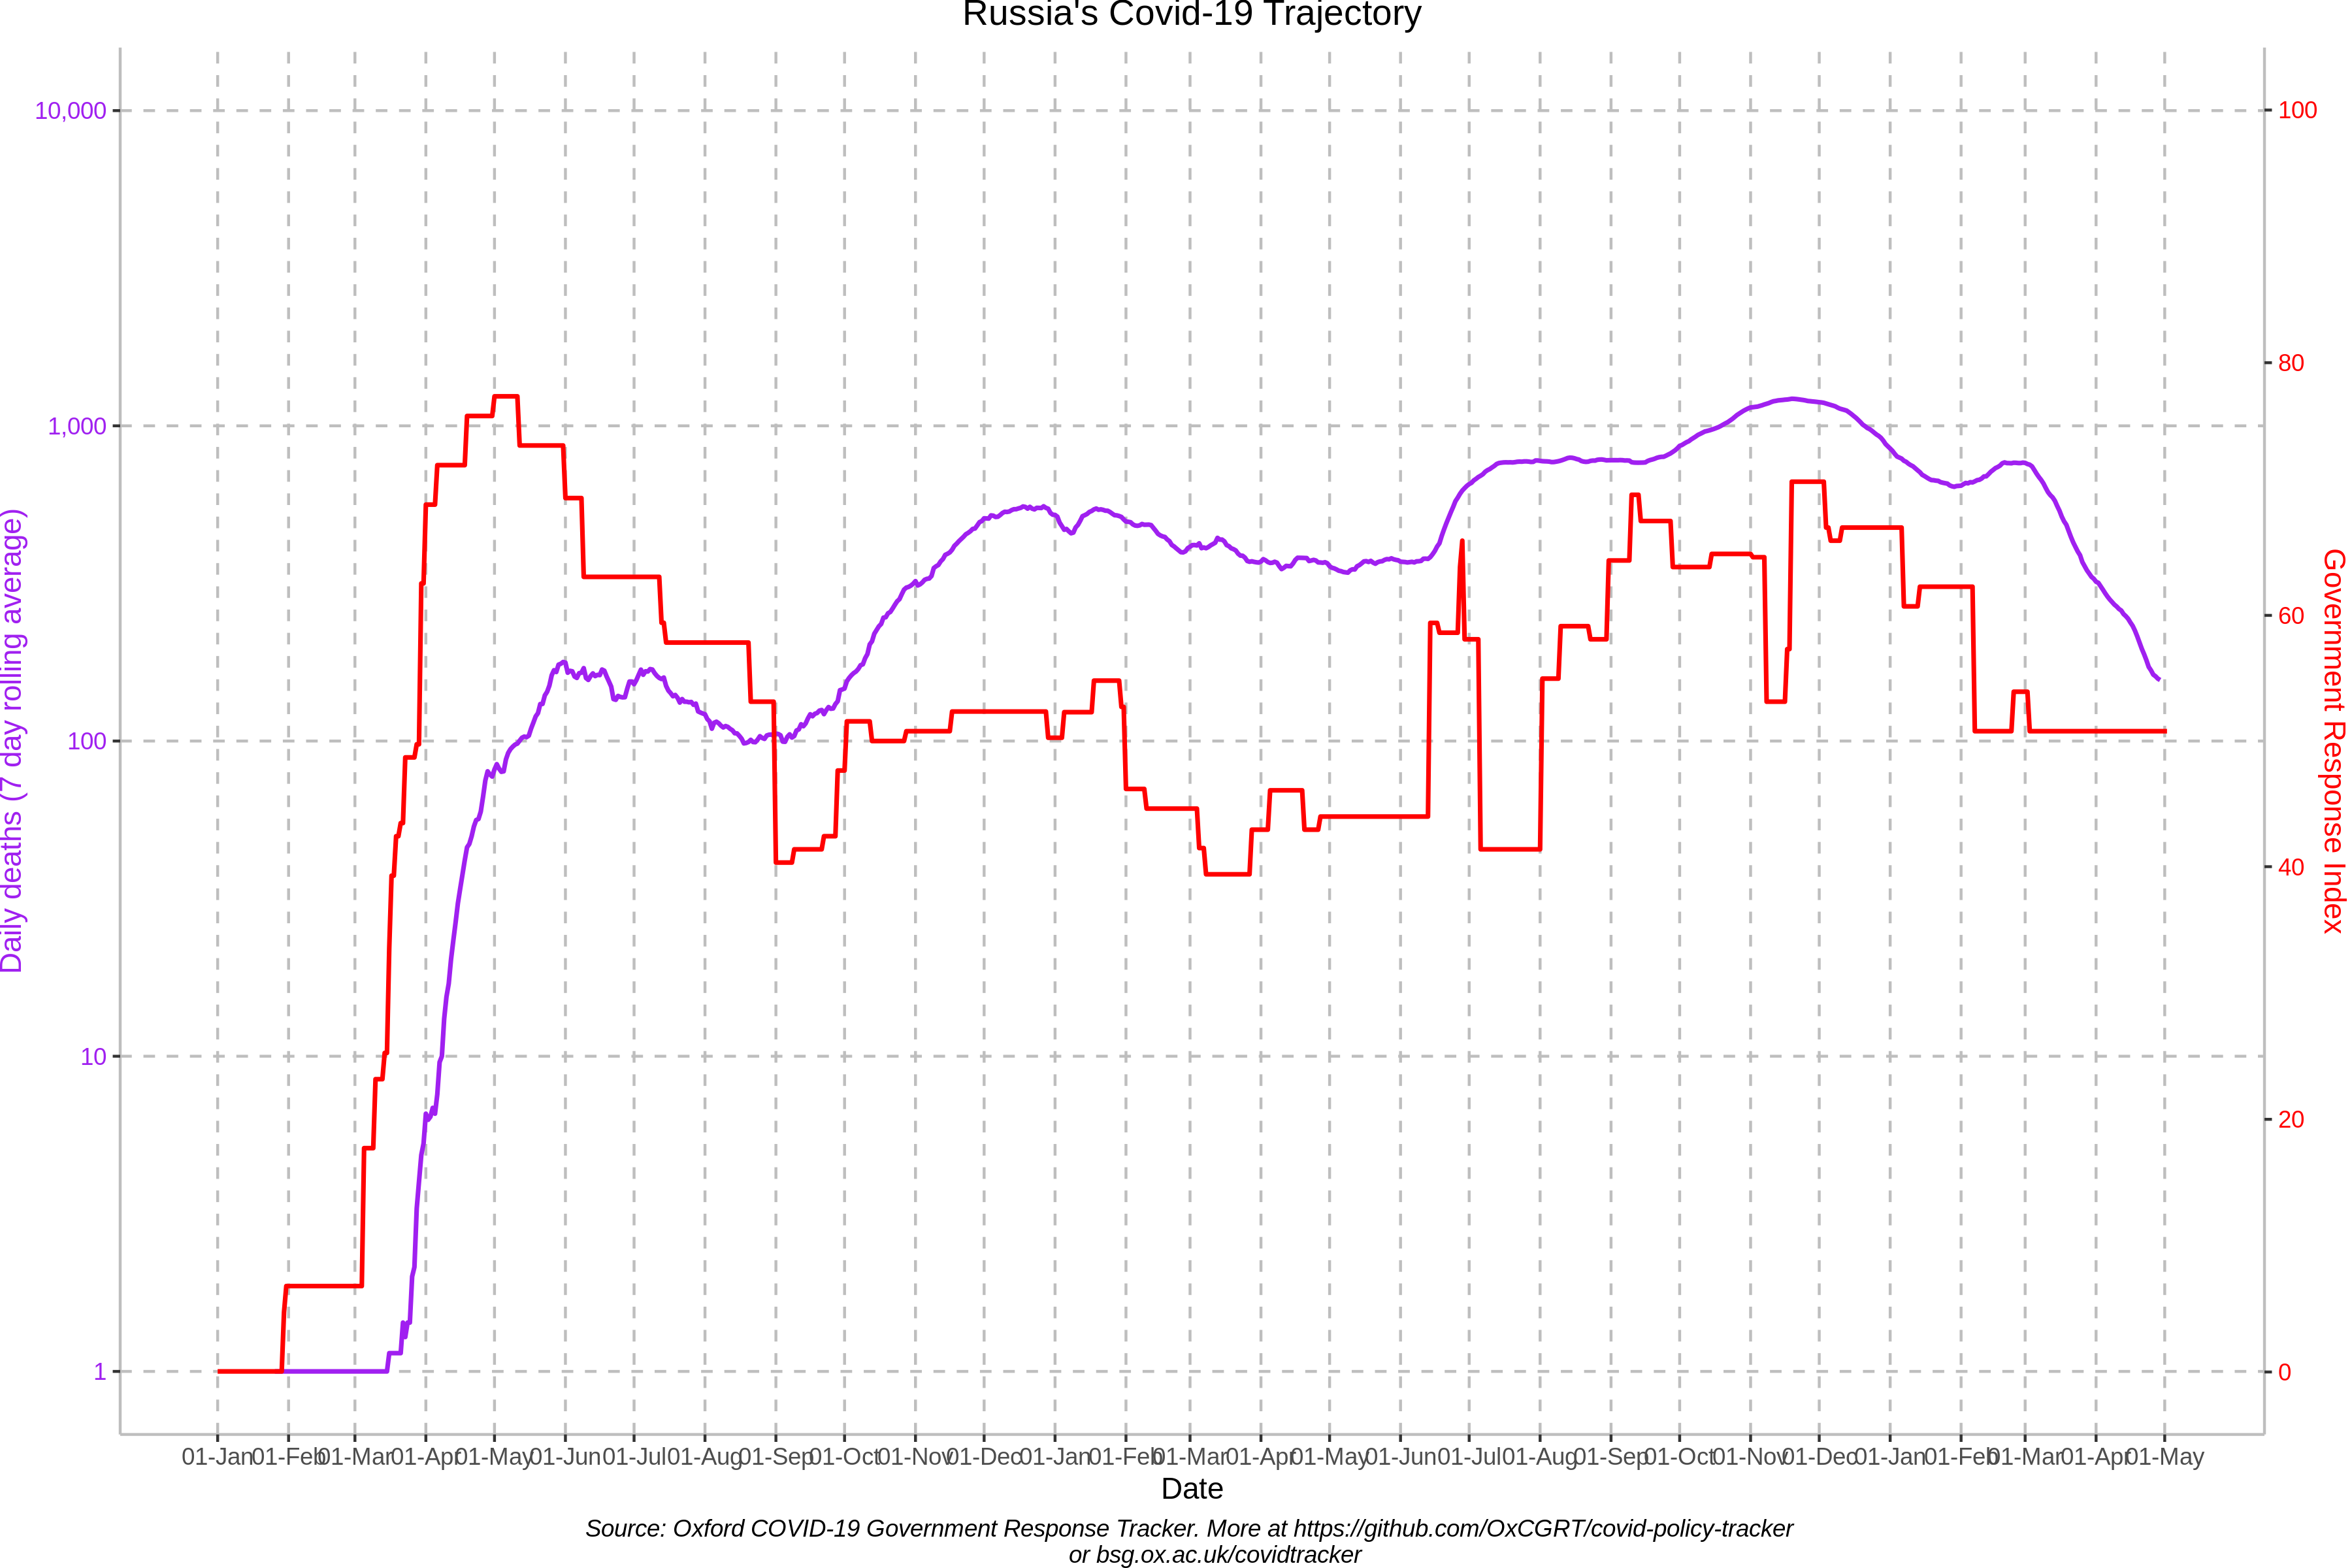 Russia's Covid-19 Trajectory
10,000
1,000
100
10
1
Daily deaths (7 day rolling average)
100
80
60
40
20
0
Government Response Index
01-Jan 01-Feb 01-Mar 01-Apr 01-May 01-Jun 01-Jul 01-Aug 01-Sep 01-Oct 01-Nov 01-Dec 01-Jan 01-Feb 01-Mar 01-Apr 01-May 01-Jun 01-Jul 01-Aug 01-Sep 01-Oct 01-Nov 01-Dec 01-Jan 01-Feb 01-Mar 01-Apr 01-May
Date
Source: Oxford COVID-19 Government Response Tracker. More at https://github.com/OxCGRT/covid-policy-tracker
or bsg.ox.ac.uk/covidtracker